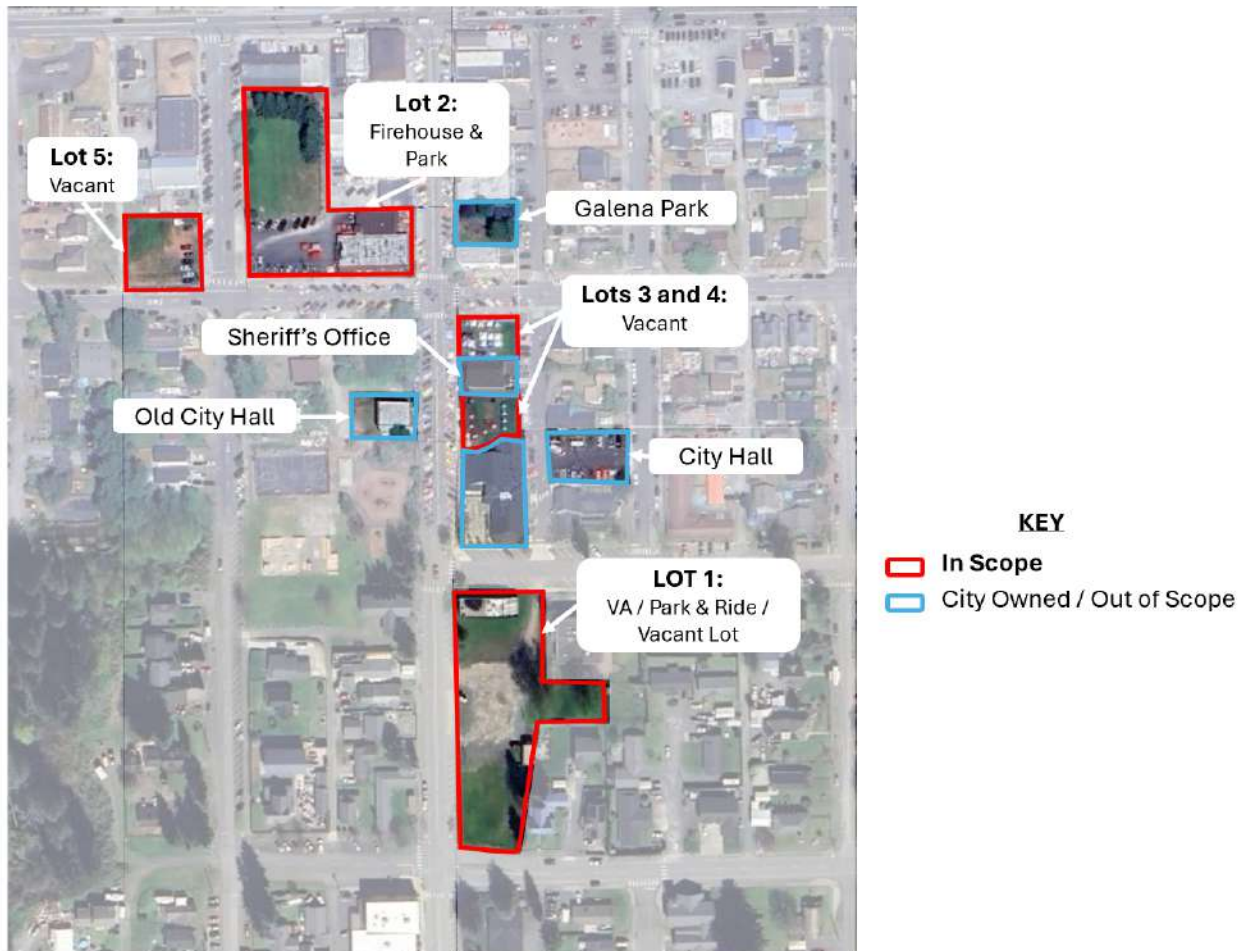 Lot 2:
Firehouse &
Park
Lot 5:
Vacant
Galena Park
Lots 3 and 4:
Vacant
Sheriff's Office
Old City Hall
City Hall
KEY
In Scope
City Owned / Out of Scope
LOT 1:
VA / Park & Ride /
Vacant Lot